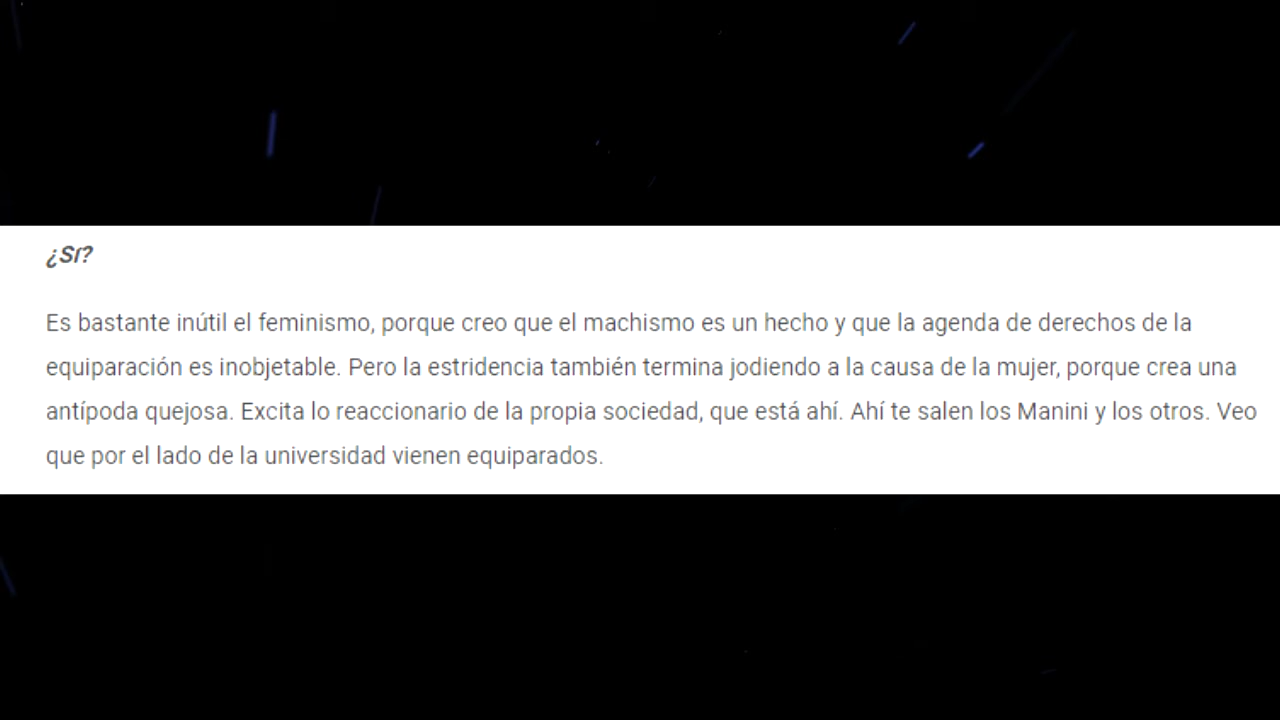 ¿Sí?
Es bastante inútil el feminismo, porque creo que el machismo es un hecho y que la agenda de derechos de la
equiparación es inobjetable. Pero la estridencia también termina jodiendo a la causa de la mujer, porque crea una
antípoda quejosa. Excita lo reaccionario de la propia sociedad, que está ahí. Ahí te salen los Manini y los otros. Veo
que por el lado de la universidad vienen equiparados.